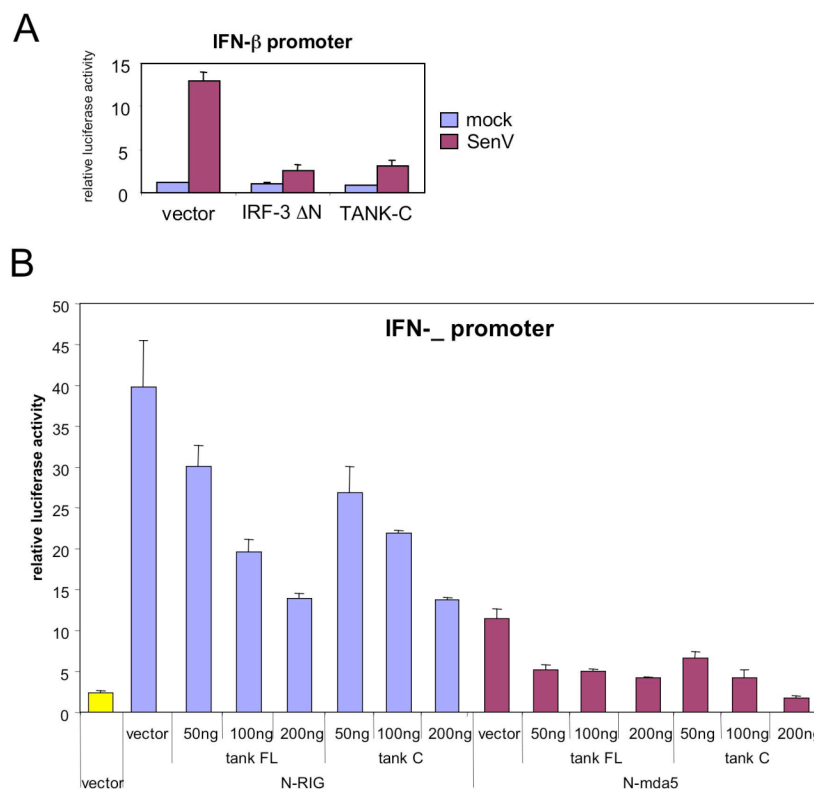 A
IFN-β promoter
relative luciferase activity
15
10
5
0
vector IRF-3 ΔN TANK-C
mock
SenV
B
IFN-_ promoter
relative luciferase activity
50
45
40
35
30
25
20
15
10
5
0
vector 50ng 100ng 200ng 50ng 100ng 200ng vector 50ng 100ng 200ng 50ng 100ng 200ng
tank FL tank C tank FL tank C
vector N-RIG N-mda5